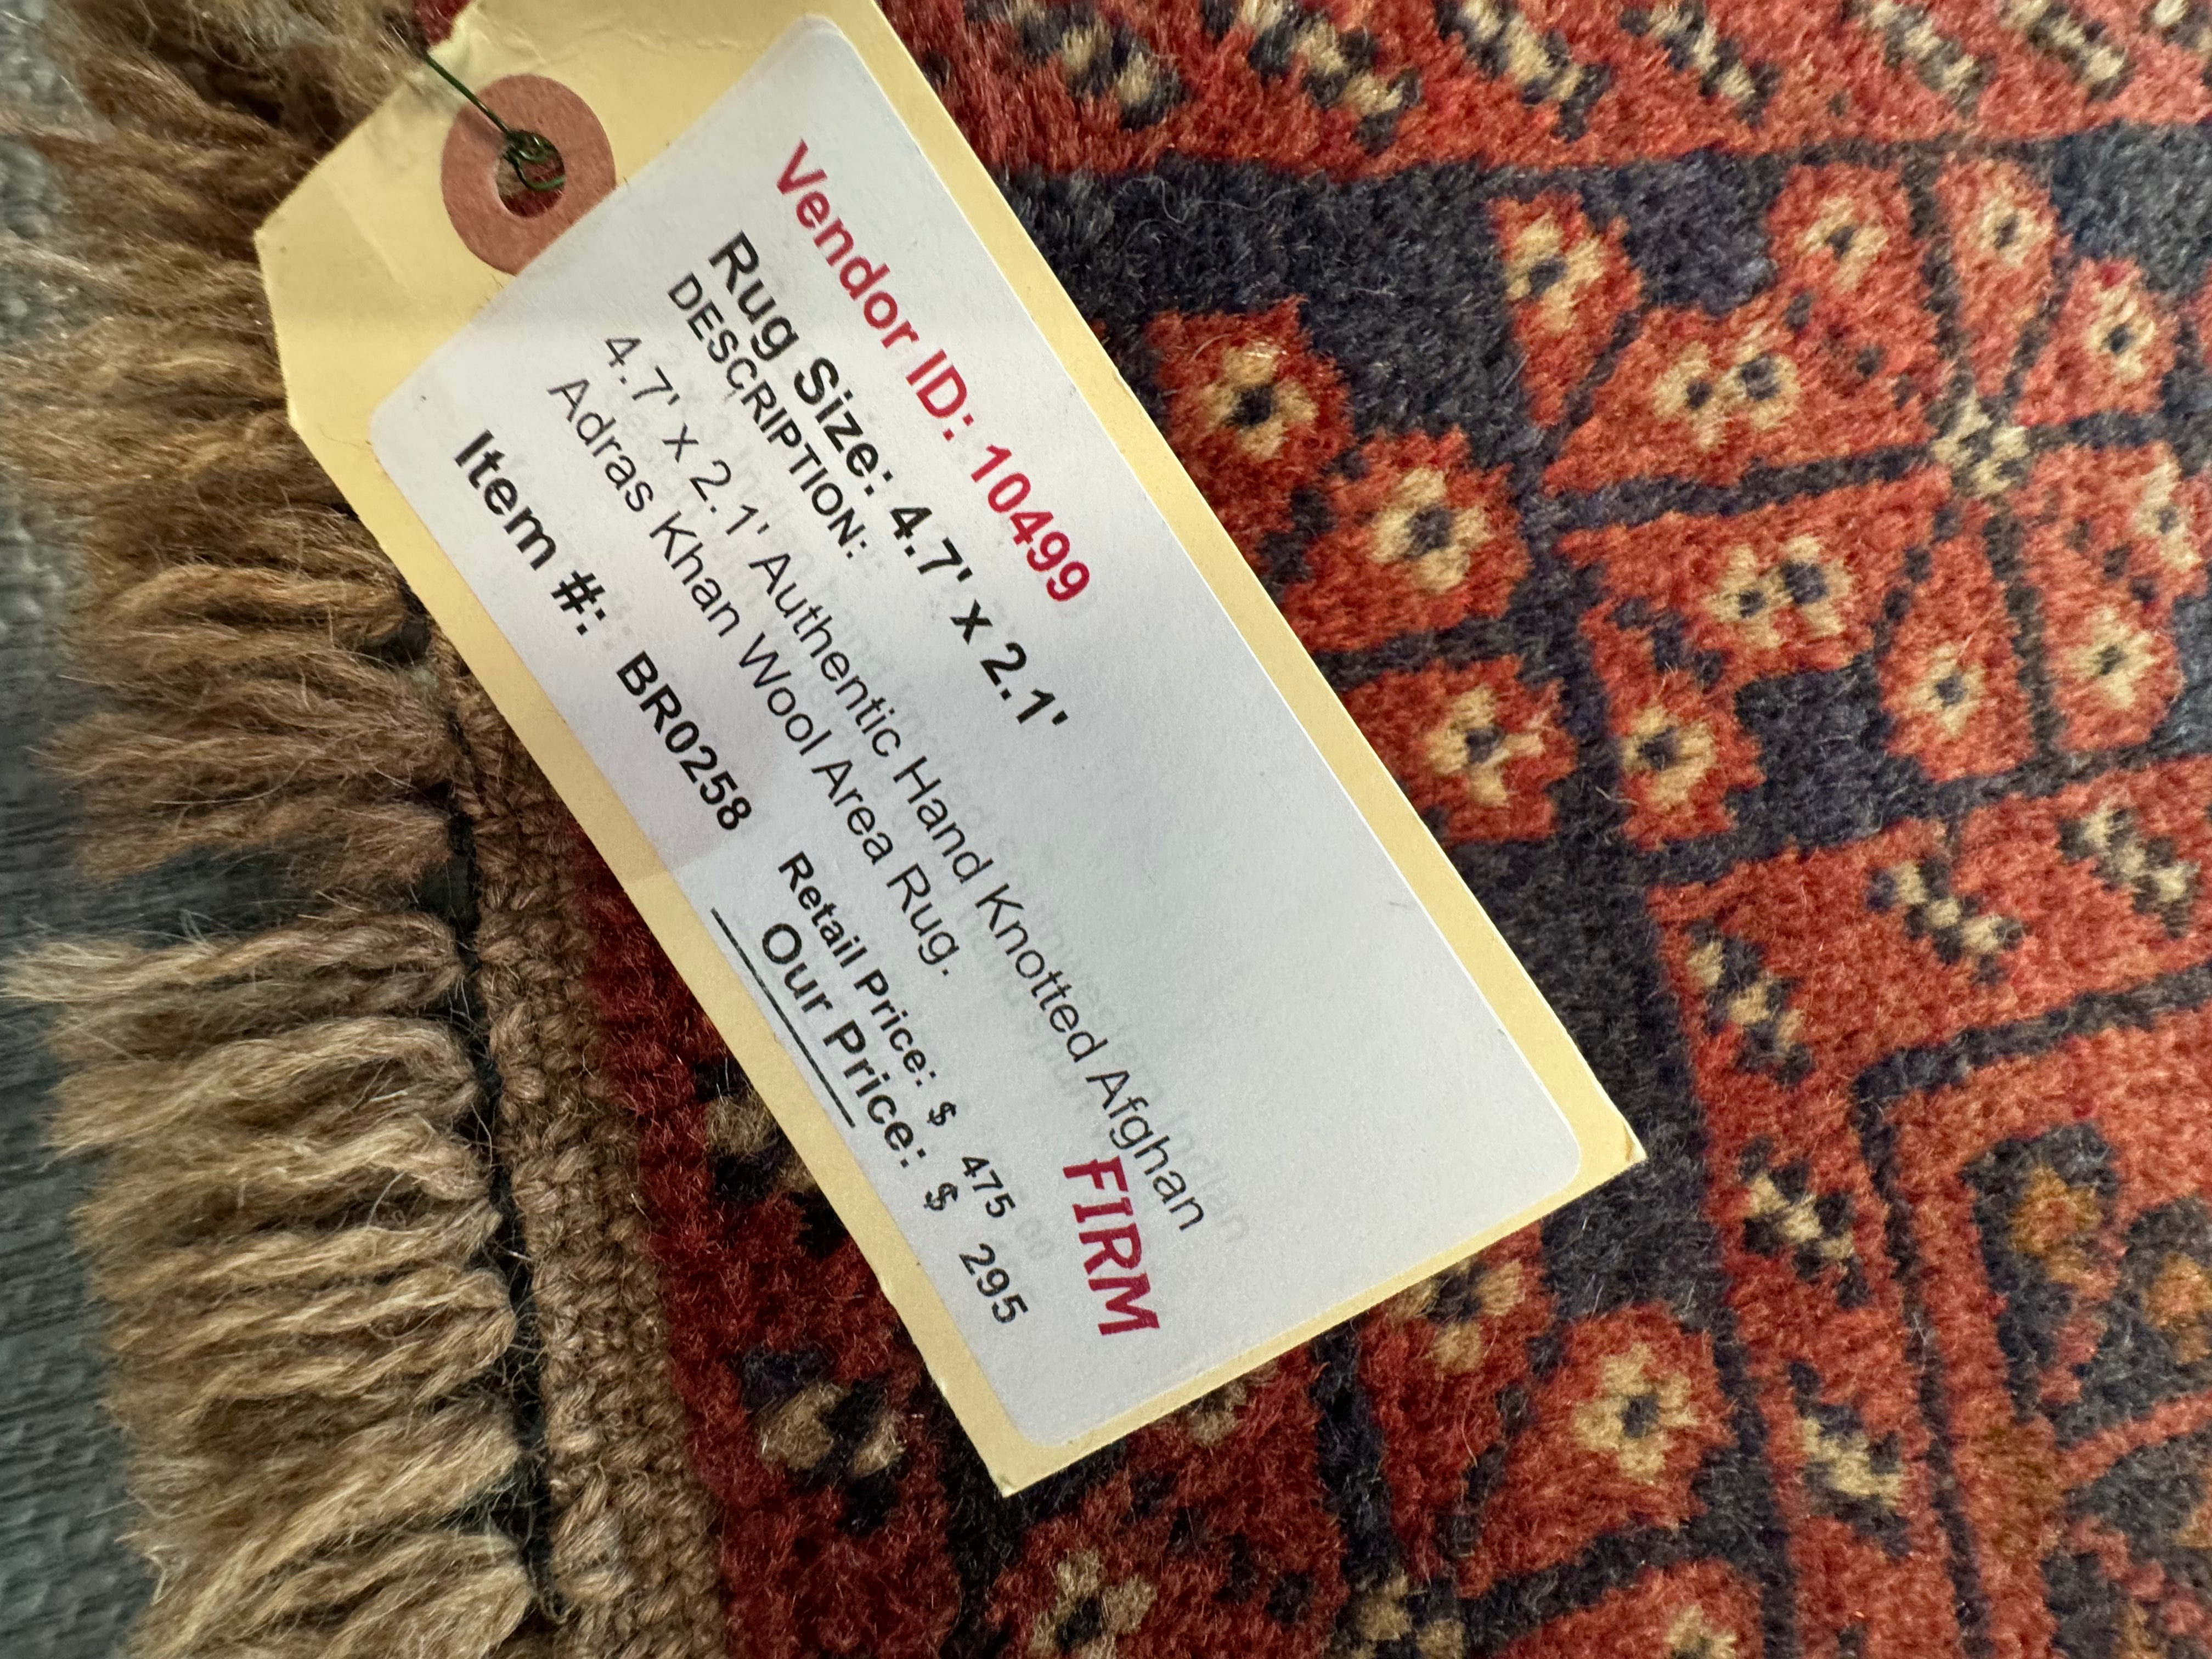 Vendor ID: 10499
Rug Size: 4.7' x 2.1'
DESCRIPTION:
4.7' x 2.1' Authentic Hand Knotted Afghan
Adras Khan Wool Area Rug.
Item #: BR0258
Retail Price: $ 475
Our Price: $ 295
FIRM